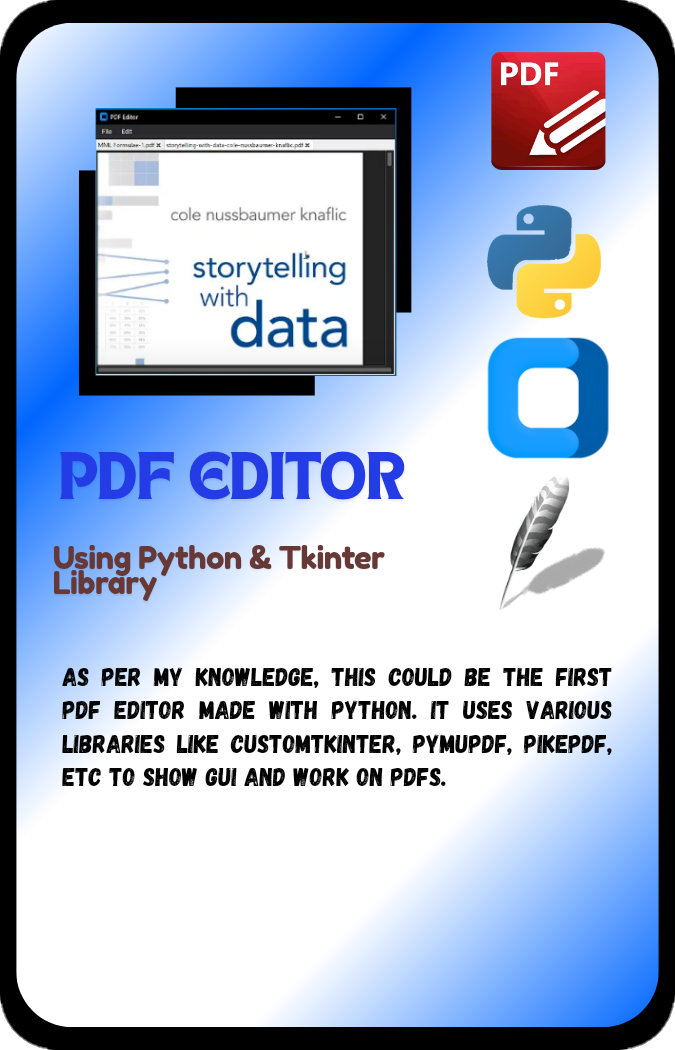 PDF
PDF Editor
File Edit
MML Formulae-1.pdf ✕ storytelling-with-data-cole-nussbaumer-knaflic.pdf ✕
cole nussbaumer knaflic
storytelling
with
data
PDF EDITOR
Using Python & Tkinter
Library
AS PER MY KNOWLEDGE, THIS COULD BE THE FIRST
PDF EDITOR MADE WITH PYTHON. IT USES VARIOUS
LIBRARIES LIKE CUSTOMTKINTER, PYMUPDF, PIKEPDF,
ETC TO SHOW GUI AND WORK ON PDFS.